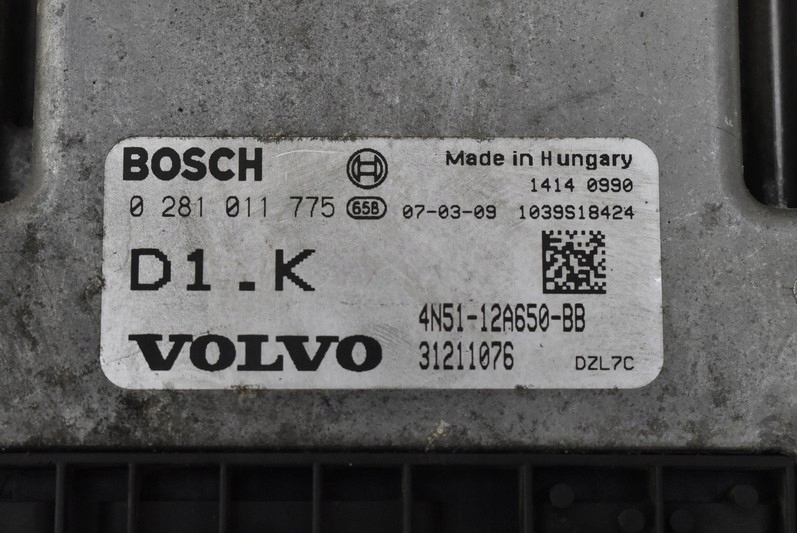 BOSCH Made in Hungary
1414 0990
0 281 011 775 65B 07-03-09 1039S18424
D1.K
4N51-12A650-BB
VOLVO 31211076 DZL7C